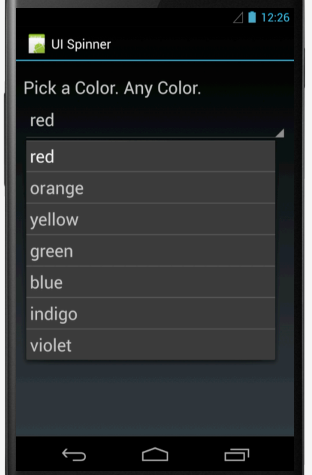 12:26
UI Spinner
Pick a Color. Any Color.
red
red
orange
yellow
green
blue
indigo
violet